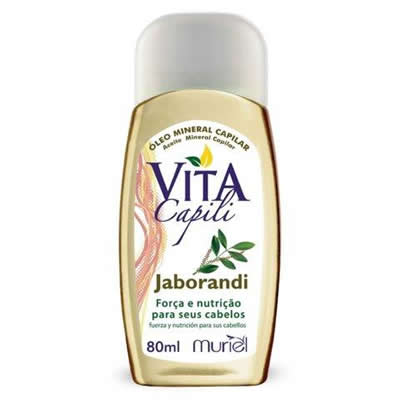 ÓLEO MINERAL CAPILAR
Aceite Mineral Capilar
VITA
Capili
Jaborandi
Força e nutrição
para seus cabelos
fuerza y nutrición para sus cabellos
80ml muriel